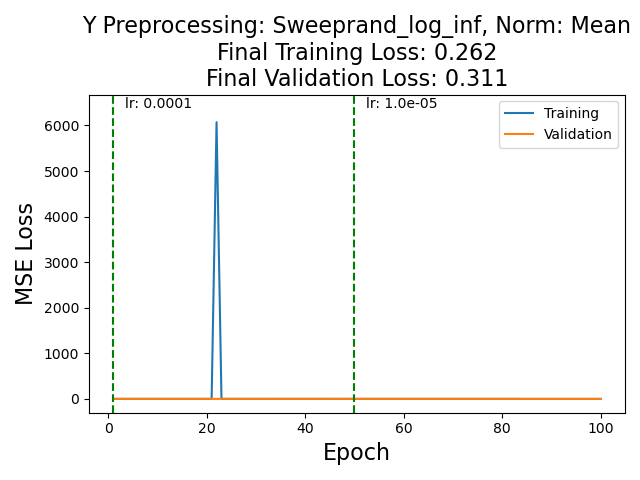 Y Preprocessing: Sweeprand_log_inf, Norm: Mean
Final Training Loss: 0.262
Final Validation Loss: 0.311
lr: 0.0001
lr: 1.0e-05
Training
Validation
6000
5000
4000
3000
2000
1000
0
MSE Loss
0
20
40
60
80
100
Epoch